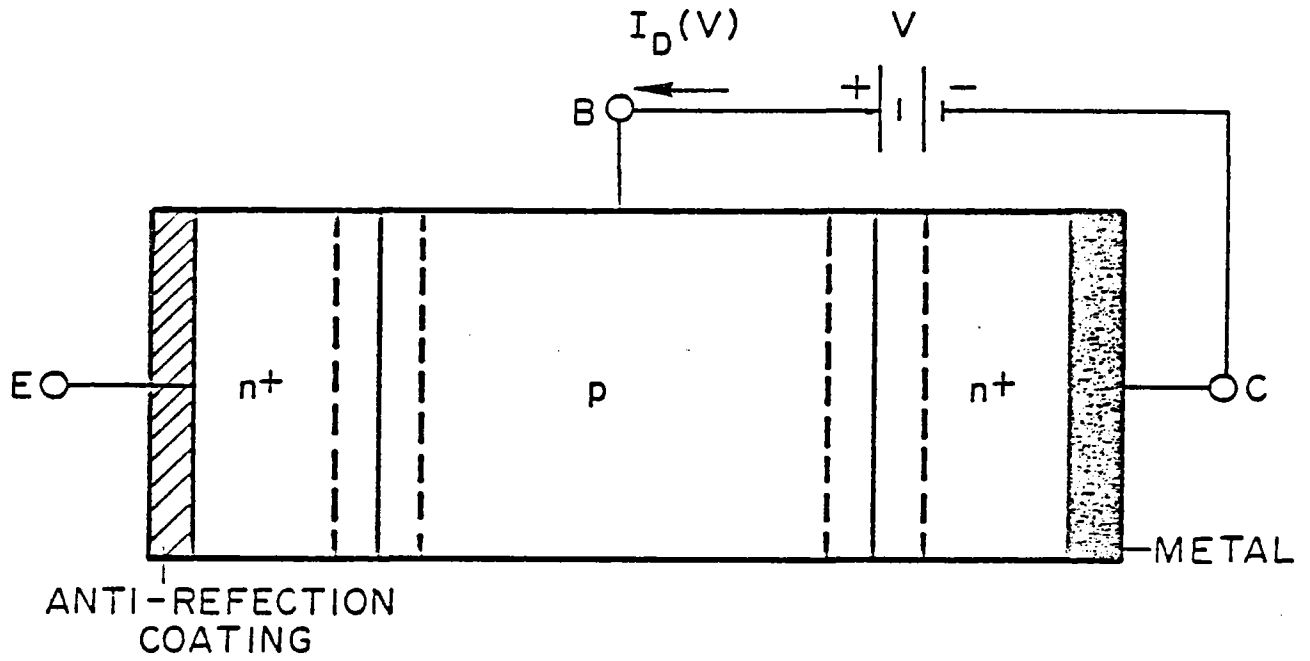 I_D(V) V
B + -
E n+ p n+ C
METAL
ANTI-REFECTION
COATING